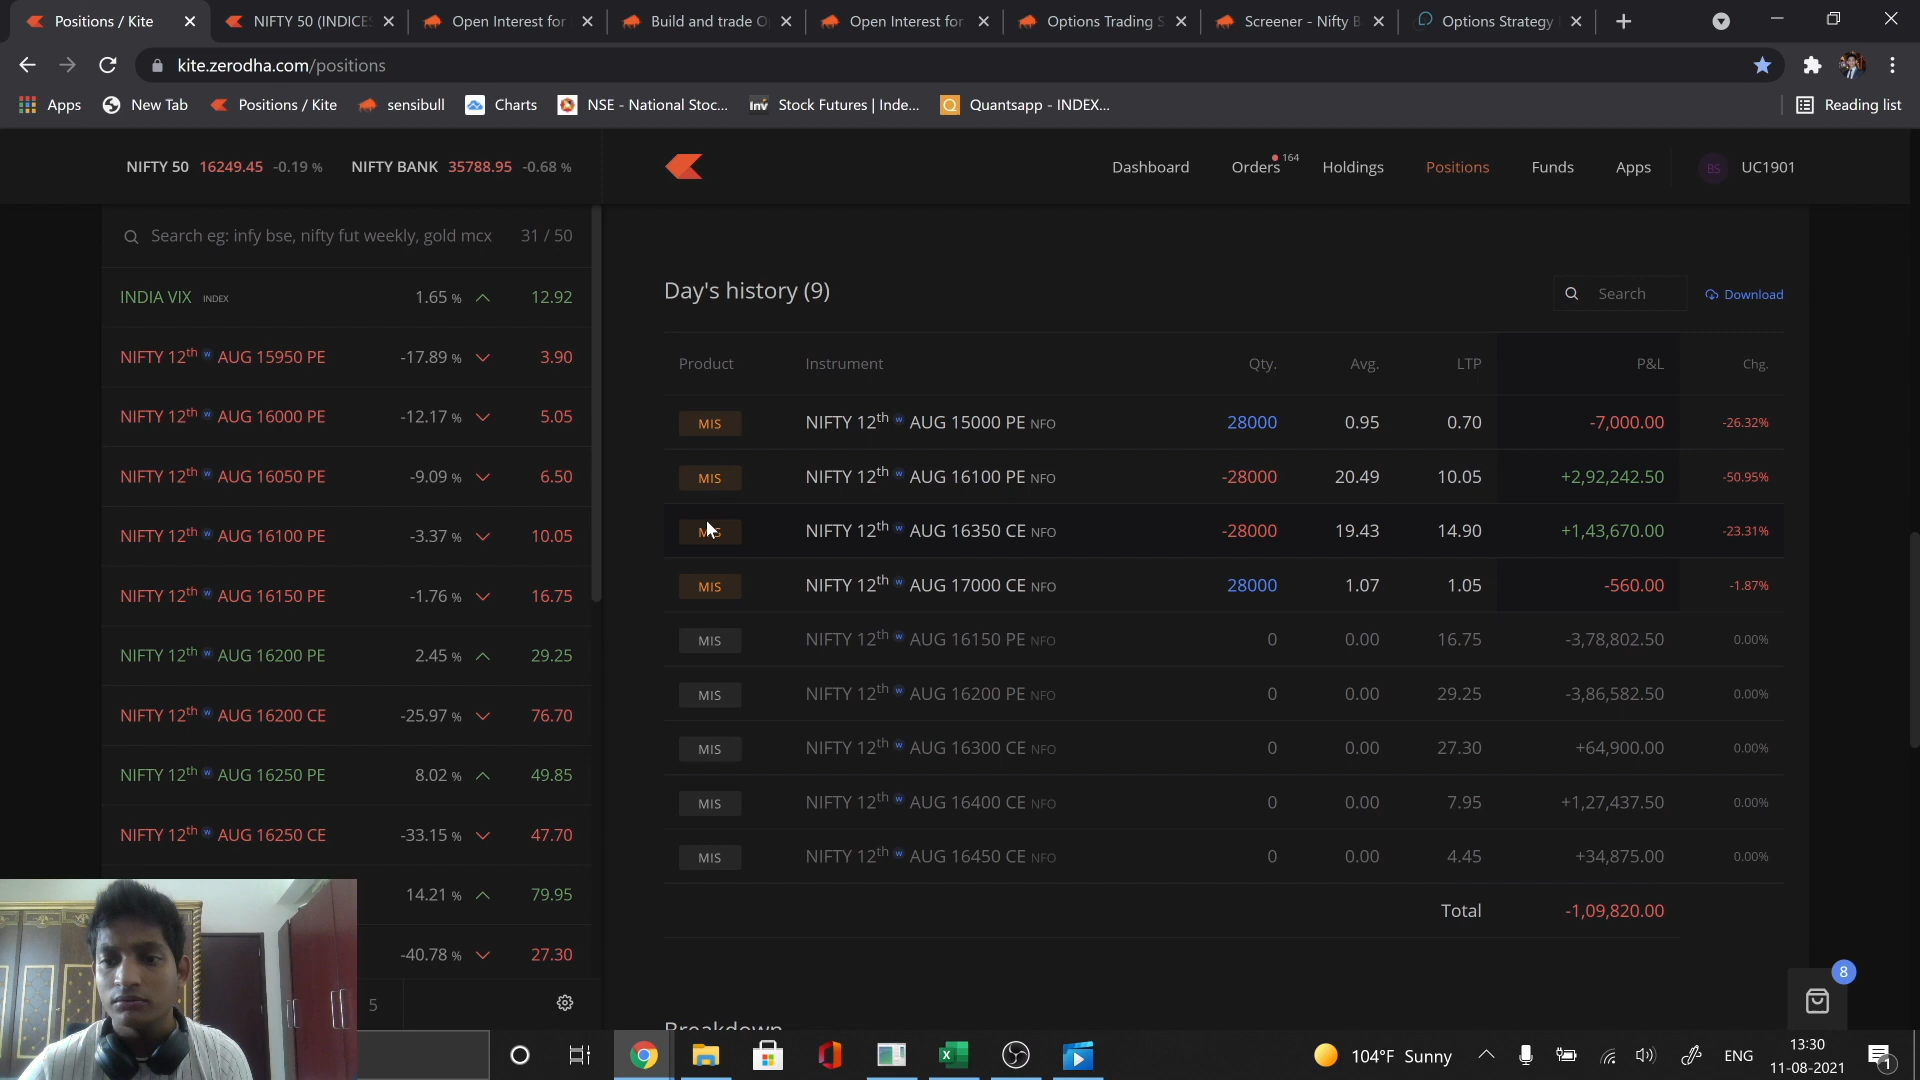 Positions / Kite
NIFTY 50 (INDICES
Open Interest for
Build and trade O
Open Interest for
Options Trading S
Screener - Nifty B
Options Strategy
kite.zerodha.com/positions
Apps
New Tab
Positions / Kite
sensibull
Charts
NSE - National Stoc...
Inv Stock Futures | Inde...
Quantsapp - INDEX...
Reading list
NIFTY 50 16249.45 -0.19 %
NIFTY BANK 35788.95 -0.68 %
Dashboard
Orders 164
Holdings
Positions
Funds
Apps
BS UC1901
Search eg: infy bse, nifty fut weekly, gold mcx 31 / 50
INDIA VIX INDEX 1.65 % 12.92
NIFTY 12th w AUG 15950 PE -17.89 % 3.90
NIFTY 12th w AUG 16000 PE -12.17 % 5.05
NIFTY 12th w AUG 16050 PE -9.09 % 6.50
NIFTY 12th w AUG 16100 PE -3.37 % 10.05
NIFTY 12th w AUG 16150 PE -1.76 % 16.75
NIFTY 12th w AUG 16200 PE 2.45 % 29.25
NIFTY 12th w AUG 16200 CE -25.97 % 76.70
NIFTY 12th w AUG 16250 PE 8.02 % 49.85
NIFTY 12th w AUG 16250 CE -33.15 % 47.70
14.21 % 79.95
-40.78 % 27.30
5
Day's history (9)
Search
Download
Product Instrument Qty. Avg. LTP P&L Chg.
MIS NIFTY 12th w AUG 15000 PE NFO 28000 0.95 0.70 -7,000.00 -26.32%
MIS NIFTY 12th w AUG 16100 PE NFO -28000 20.49 10.05 +2,92,242.50 -50.95%
MIS NIFTY 12th w AUG 16350 CE NFO -28000 19.43 14.90 +1,43,670.00 -23.31%
MIS NIFTY 12th w AUG 17000 CE NFO 28000 1.07 1.05 -560.00 -1.87%
MIS NIFTY 12th w AUG 16150 PE NFO 0 0.00 16.75 -3,78,802.50 0.00%
MIS NIFTY 12th w AUG 16200 PE NFO 0 0.00 29.25 -3,86,582.50 0.00%
MIS NIFTY 12th w AUG 16300 CE NFO 0 0.00 27.30 +64,900.00 0.00%
MIS NIFTY 12th w AUG 16400 CE NFO 0 0.00 7.95 +1,27,437.50 0.00%
MIS NIFTY 12th w AUG 16450 CE NFO 0 0.00 4.45 +34,875.00 0.00%
Total -1,09,820.00
8
Breakdown
104°F Sunny
ENG
13:30
11-08-2021
1